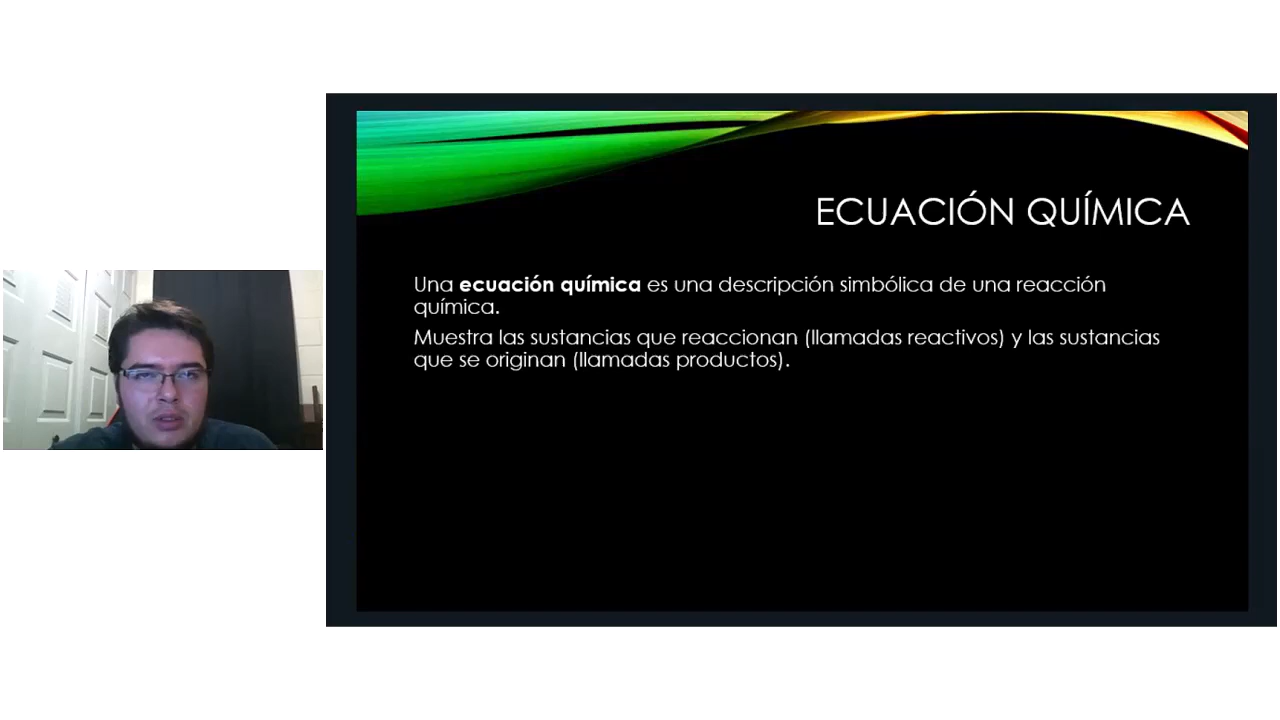 ECUACIÓN QUÍMICA
Una ecuación química es una descripción simbólica de una reacción
química.
Muestra las sustancias que reaccionan (llamadas reactivos) y las sustancias
que se originan (llamadas productos).